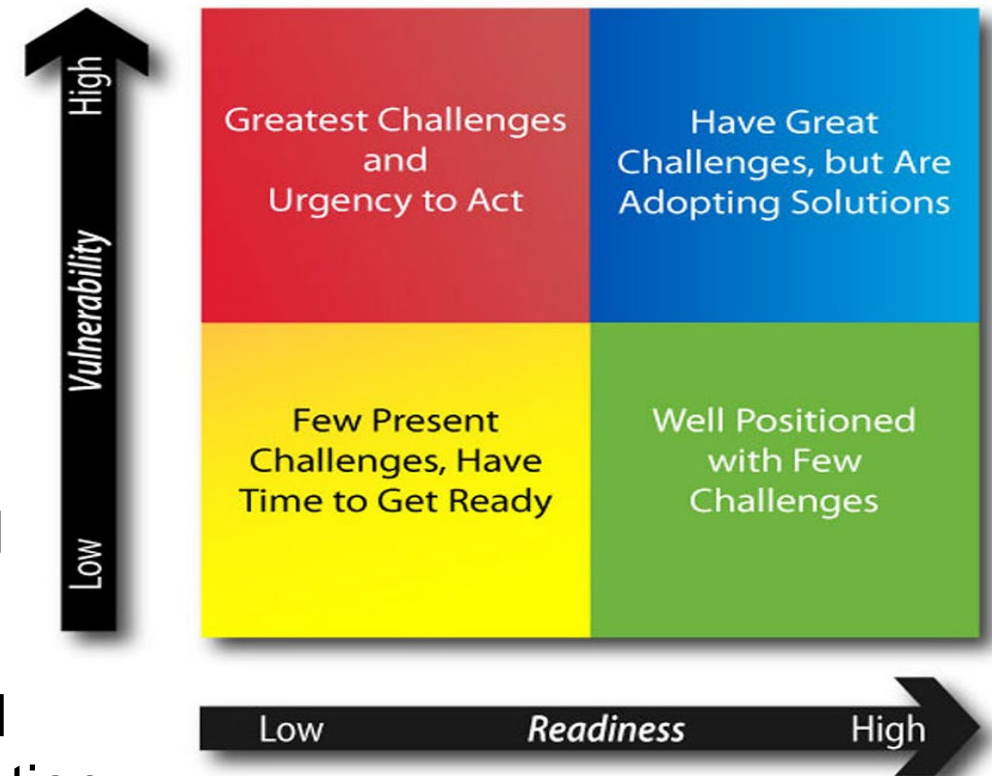 High
Vulnerability
Low
Greatest Challenges
and
Urgency to Act
Have Great
Challenges, but Are
Adopting Solutions
Few Present
Challenges, Have
Time to Get Ready
Well Positioned
with Few
Challenges
Low Readiness High